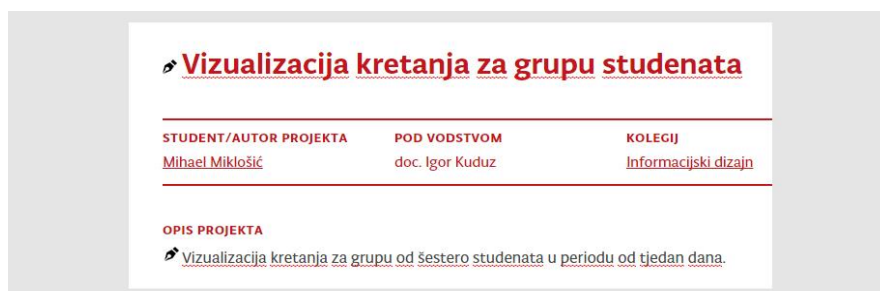 Vizualizacija kretanja za grupu studenata
STUDENT/AUTOR PROJEKTA POD VODSTVOM KOLEGIJ
Mihael Miklošić doc. Igor Kuduz Informacijski dizajn
OPIS PROJEKTA
Vizualizacija kretanja za grupu od šestero studenata u periodu od tjedan dana.